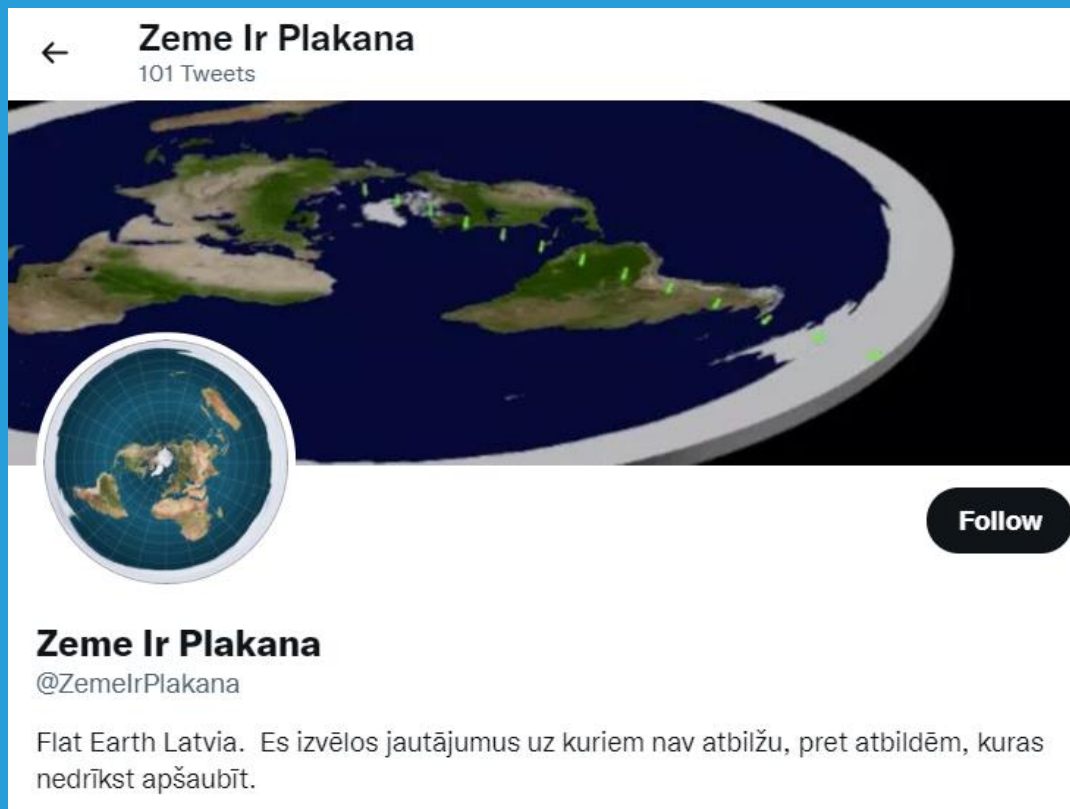 Zeme Ir Plakana
101 Tweets
Follow
Zeme Ir Plakana
@ZemeIrPlakana
Flat Earth Latvia.  Es izvēlos jautājumus uz kuriem nav atbilžu, pret atbildēm, kuras
nedrīkst apšaubīt.